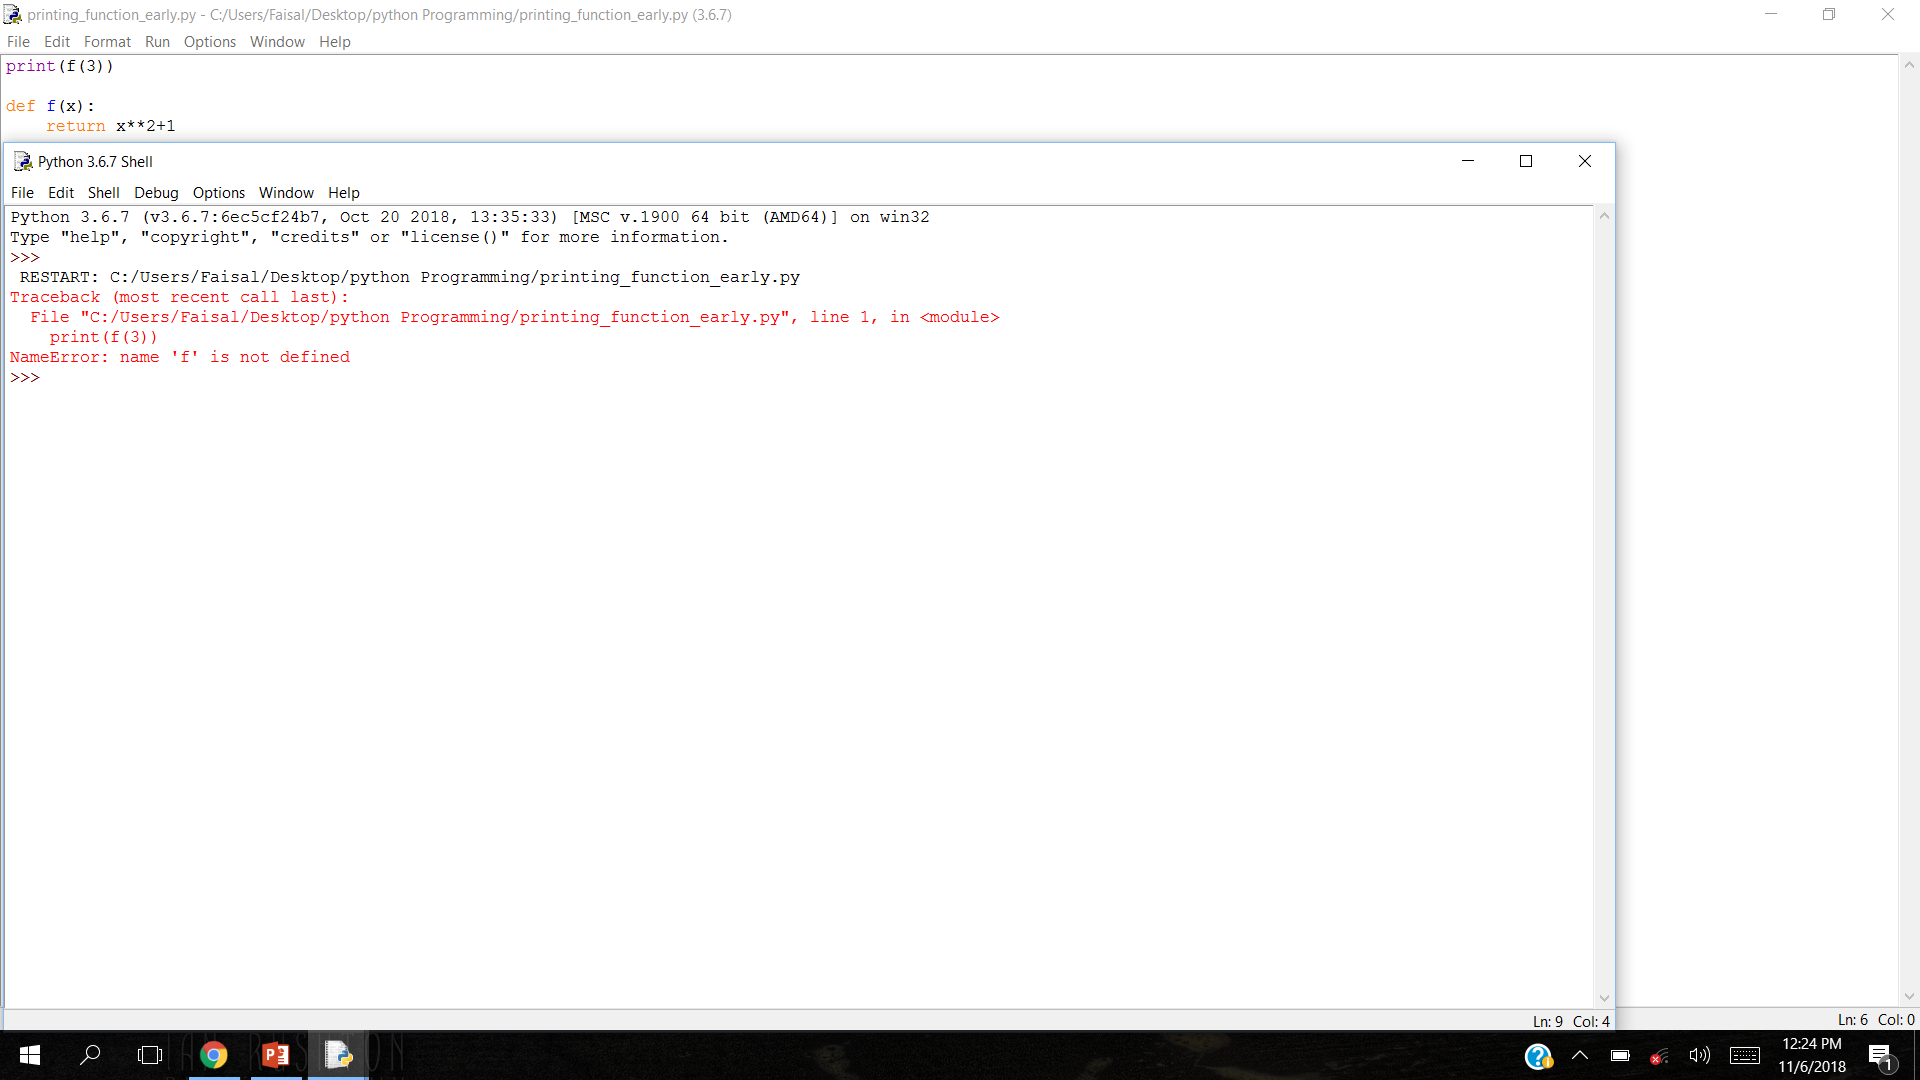 printing_function_early.py - C:/Users/Faisal/Desktop/python Programming/printing_function_early.py (3.6.7)
File Edit Format Run Options Window Help
print(f(3))
def f(x):
    return x**2+1
Python 3.6.7 Shell
File Edit Shell Debug Options Window Help
Python 3.6.7 (v3.6.7:6ec5cf24b7, Oct 20 2018, 13:35:33) [MSC v.1900 64 bit (AMD64)] on win32
Type "help", "copyright", "credits" or "license()" for more information.
>>>
 RESTART: C:/Users/Faisal/Desktop/python Programming/printing_function_early.py
Traceback (most recent call last):
  File "C:/Users/Faisal/Desktop/python Programming/printing_function_early.py", line 1, in <module>
    print(f(3))
NameError: name 'f' is not defined
>>>
Ln: 9 Col: 4
Ln: 6 Col: 0
12:24 PM
11/6/2018
1